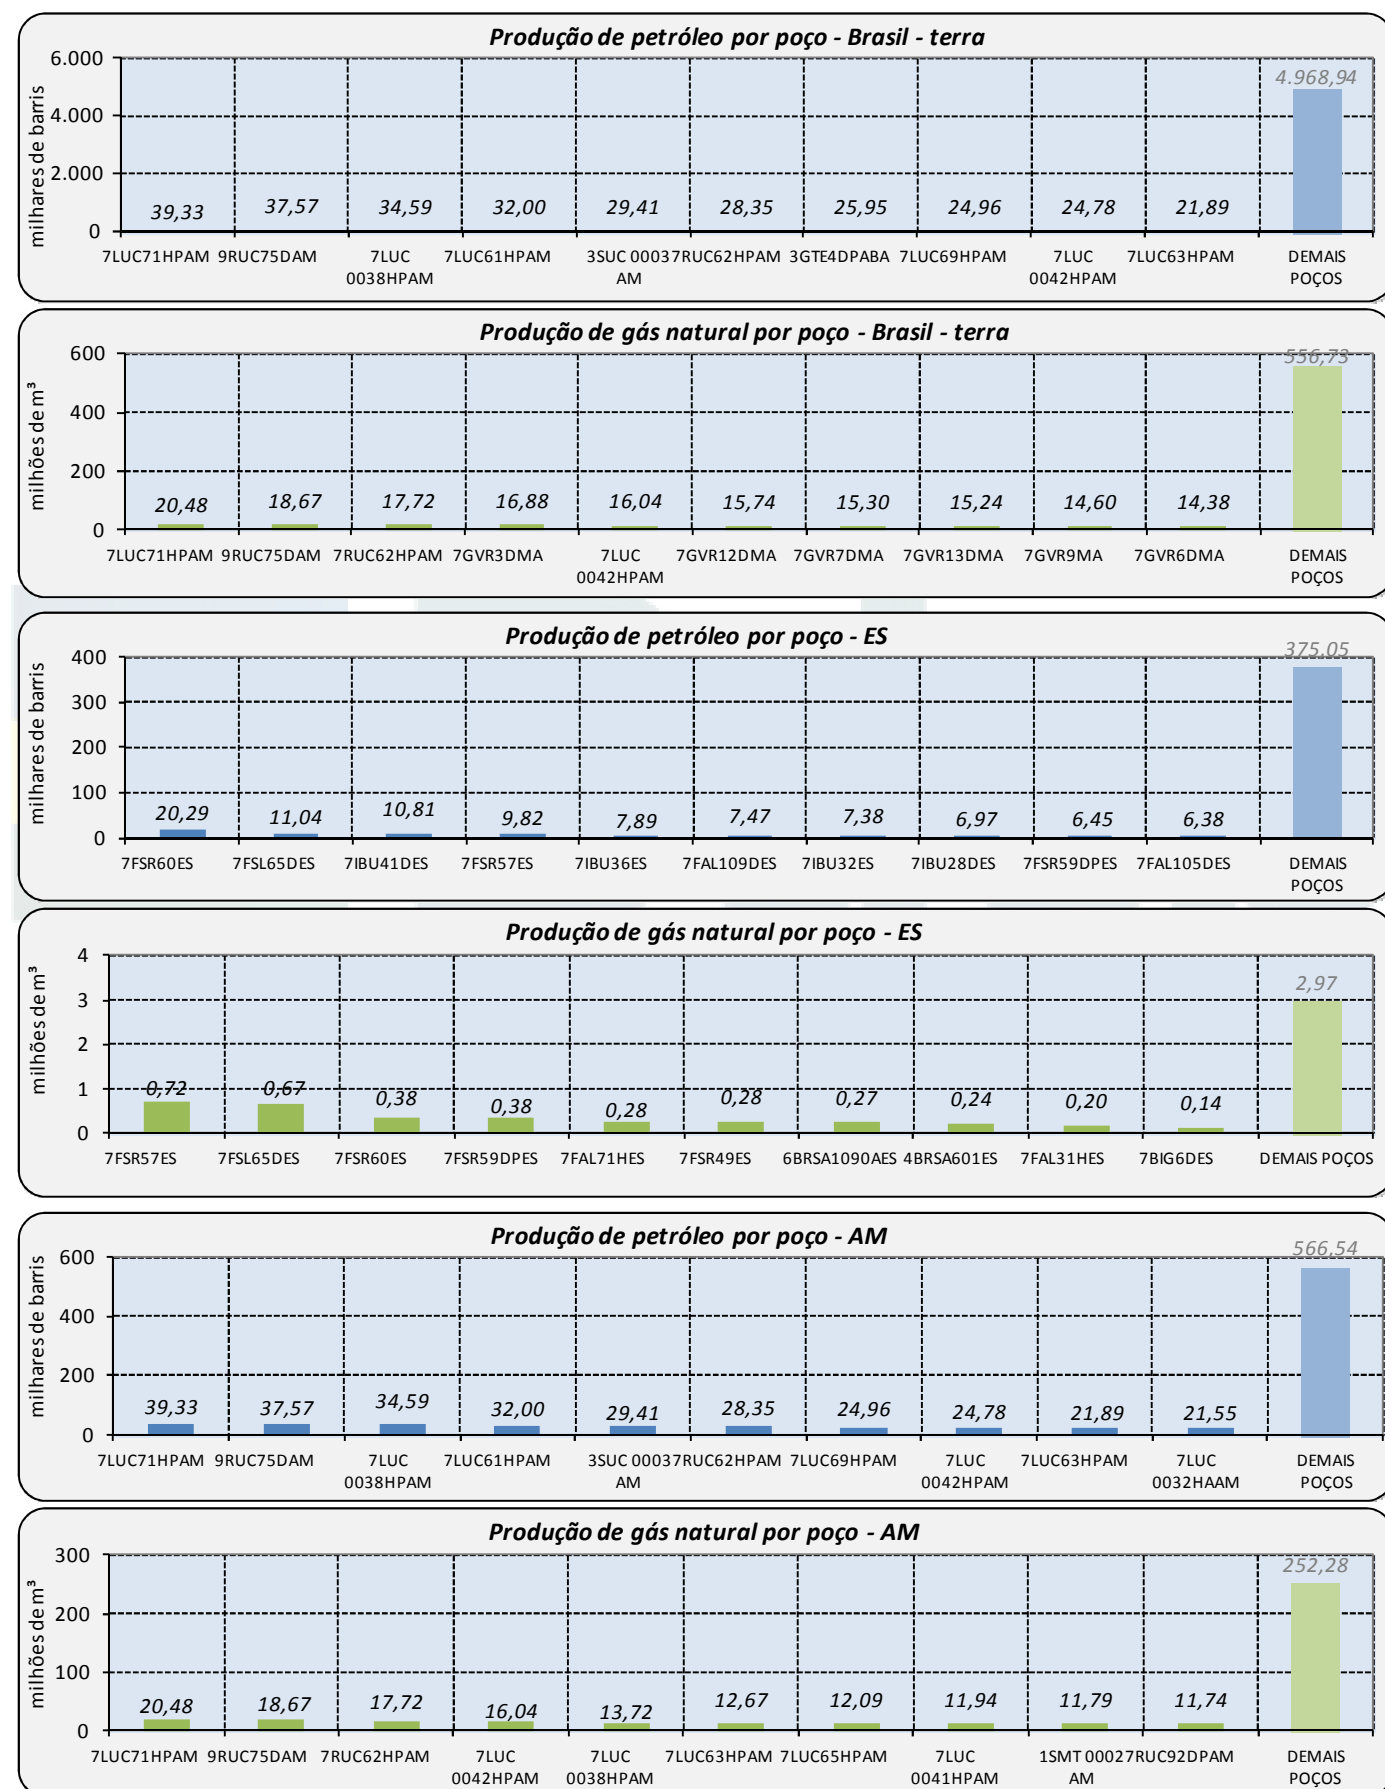 Produção de petróleo por poço - Brasil - terra
milhares de barris
6.000
4.000
2.000
0
4.968,94
39,33 37,57 34,59 32,00 29,41 28,35 25,95 24,96 24,78 21,89
7LUC71HPAM 9RUC75DAM 7LUC 7LUC61HPAM 3SUC 0003 7RUC62HPAM 3GTE4DPABA 7LUC69HPAM 7LUC 7LUC63HPAM DEMAIS
0038HPAM AM 0042HPAM POÇOS
Produção de gás natural por poço - Brasil - terra
milhões de m³
600
400
200
0
556,73
20,48 18,67 17,72 16,88 16,04 15,74 15,30 15,24 14,60 14,38
7LUC71HPAM 9RUC75DAM 7RUC62HPAM 7GVR3DMA 7LUC 7GVR12DMA 7GVR7DMA 7GVR13DMA 7GVR9MA 7GVR6DMA DEMAIS
0042HPAM POÇOS
Produção de petróleo por poço - ES
milhares de barris
400
300
200
100
0
375,05
20,29 11,04 10,81 9,82 7,89 7,47 7,38 6,97 6,45 6,38
7FSR60ES 7FSL65DES 7IBU41DES 7FSR57ES 7IBU36ES 7FAL109DES 7IBU32ES 7IBU28DES 7FSR59DPES 7FAL105DES DEMAIS
POÇOS
Produção de gás natural por poço - ES
milhões de m³
4
3
2
1
0
2,97
0,72 0,67 0,38 0,38 0,28 0,28 0,27 0,24 0,20 0,14
7FSR57ES 7FSL65DES 7FSR60ES 7FSR59DPES 7FAL71HES 7FSR49ES 6BRSA1090AES 4BRSA601ES 7FAL31HES 7BIG6DES DEMAIS POÇOS
Produção de petróleo por poço - AM
milhares de barris
600
400
200
0
566,54
39,33 37,57 34,59 32,00 29,41 28,35 24,96 24,78 21,89 21,55
7LUC71HPAM 9RUC75DAM 7LUC 7LUC61HPAM 3SUC 0003 7RUC62HPAM 7LUC69HPAM 7LUC 7LUC63HPAM 7LUC DEMAIS
0038HPAM AM 0042HPAM 0032HAAM POÇOS
Produção de gás natural por poço - AM
milhões de m³
300
200
100
0
252,28
20,48 18,67 17,72 16,04 13,72 12,67 12,09 11,94 11,79 11,74
7LUC71HPAM 9RUC75DAM 7RUC62HPAM 7LUC 7LUC 7LUC63HPAM 7LUC65HPAM 7LUC 1SMT 0002 7RUC92DPAM DEMAIS
0042HPAM 0038HPAM 0041HPAM AM POÇOS